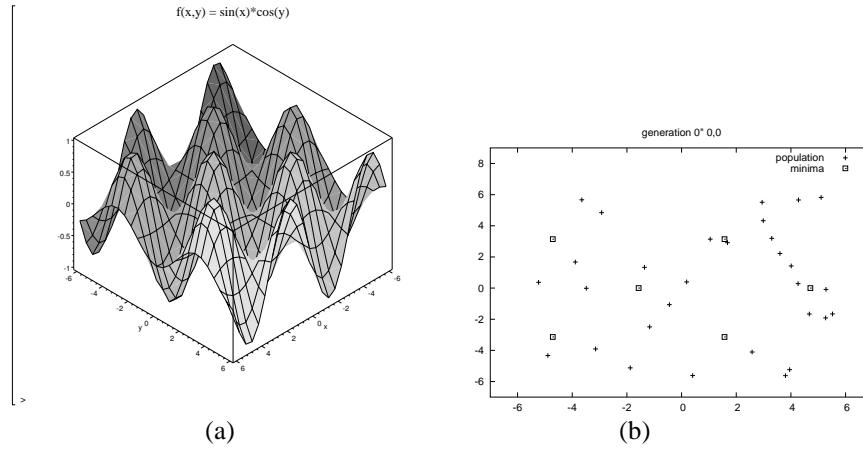 f(x,y) = sin(x)*cos(y)
1
0.5
0
-0.5
-1
-6
-4
-2
y 0
2
4
6
6
4
2
0 x
-2
-4
-6
>
(a)
generation 0" 0,0
population
minima
8
6
4
2
0
-2
-4
-6
-6 -4 -2 0 2 4 6
(b)